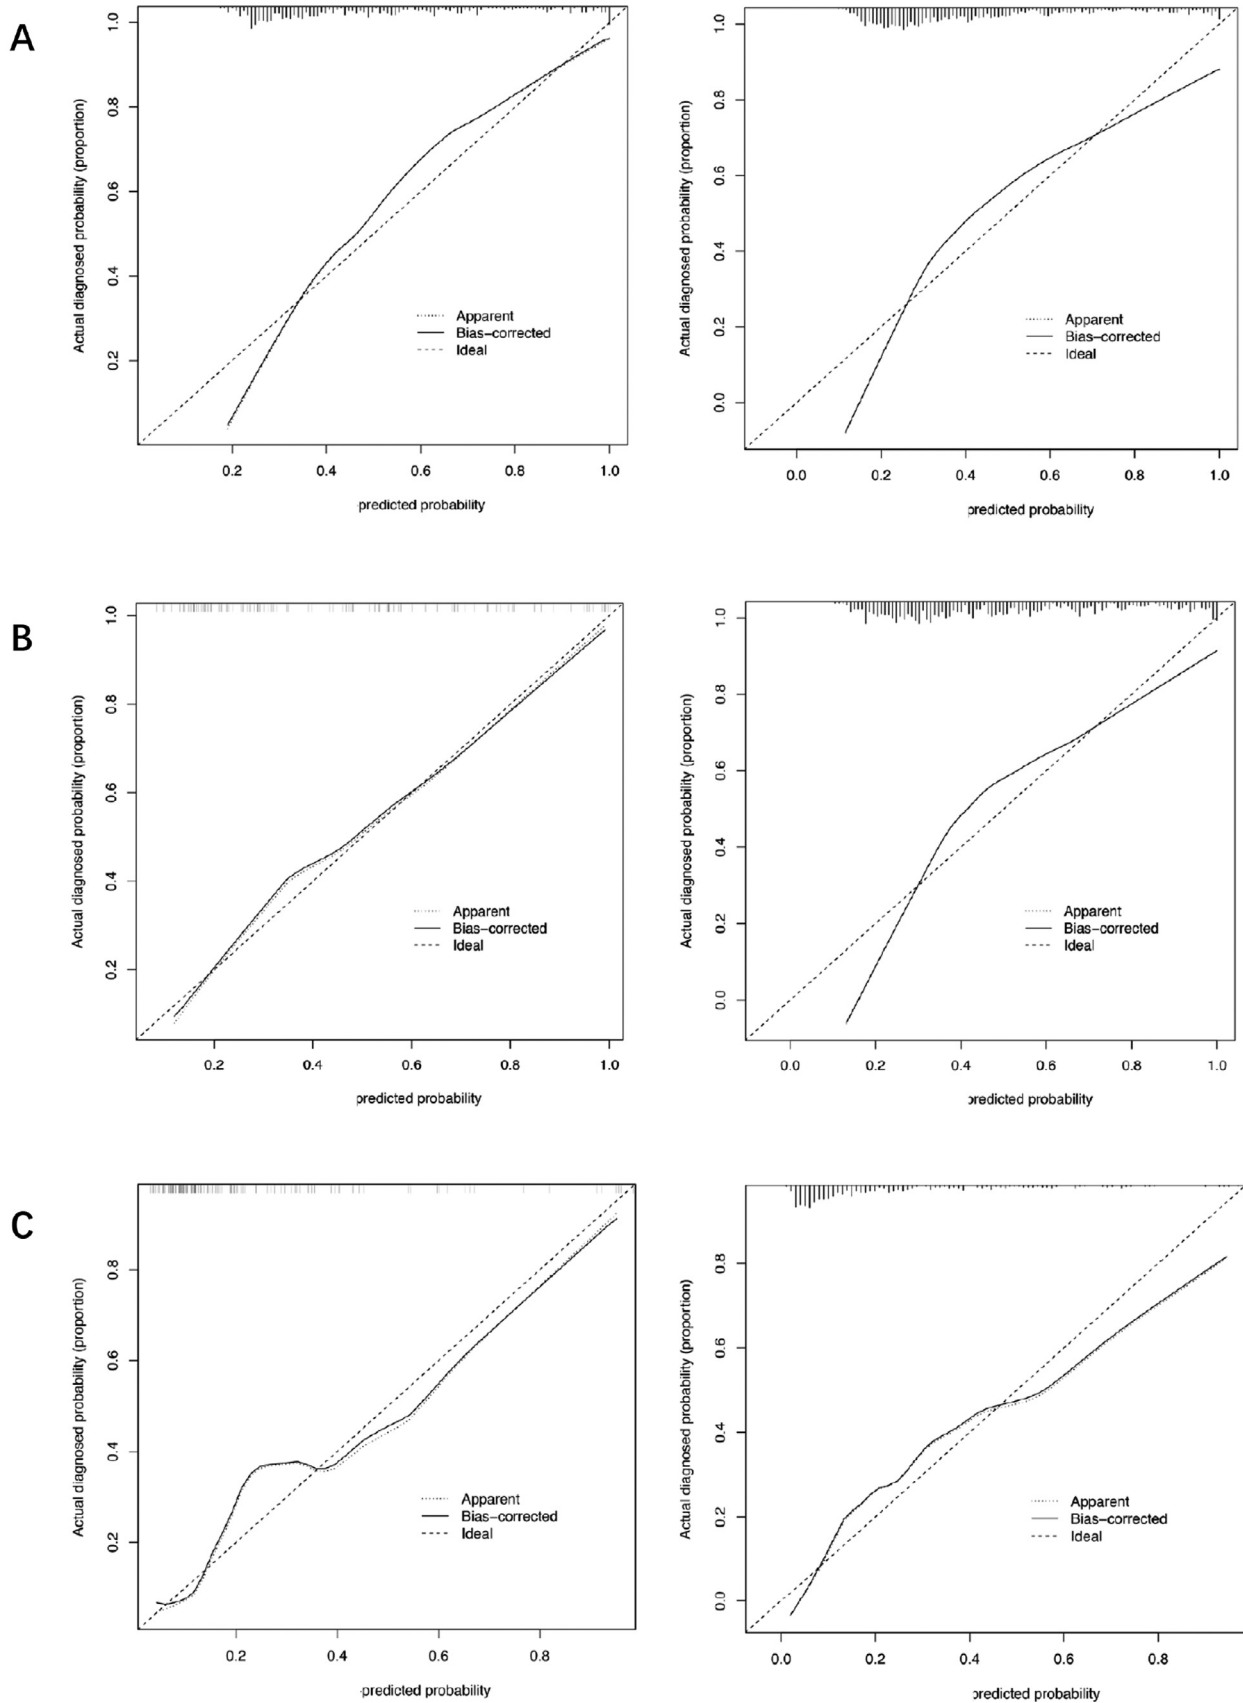 A
Actual diagnosed probability (proportion)
1.0
0.8
0.6
0.4
0.2
Apparent
Bias-corrected
Ideal
0.2 0.4 0.6 0.8 1.0
predicted probability
Actual diagnosed probability (proportion)
1.0
0.8
0.6
0.4
0.2
0.0
Apparent
Bias-corrected
Ideal
0.0 0.2 0.4 0.6 0.8 1.0
predicted probability
B
Actual diagnosed probability (proportion)
1.0
0.8
0.6
0.4
0.2
Apparent
Bias-corrected
Ideal
0.2 0.4 0.6 0.8 1.0
predicted probability
Actual diagnosed probability (proportion)
1.0
0.8
0.6
0.4
0.2
0.0
Apparent
Bias-corrected
Ideal
0.0 0.2 0.4 0.6 0.8 1.0
predicted probability
C
Actual diagnosed probability (proportion)
0.8
0.6
0.4
0.2
Apparent
Bias-corrected
Ideal
0.2 0.4 0.6 0.8
predicted probability
Actual diagnosed probability (proportion)
0.8
0.6
0.4
0.2
0.0
Apparent
Bias-corrected
Ideal
0.0 0.2 0.4 0.6 0.8
predicted probability